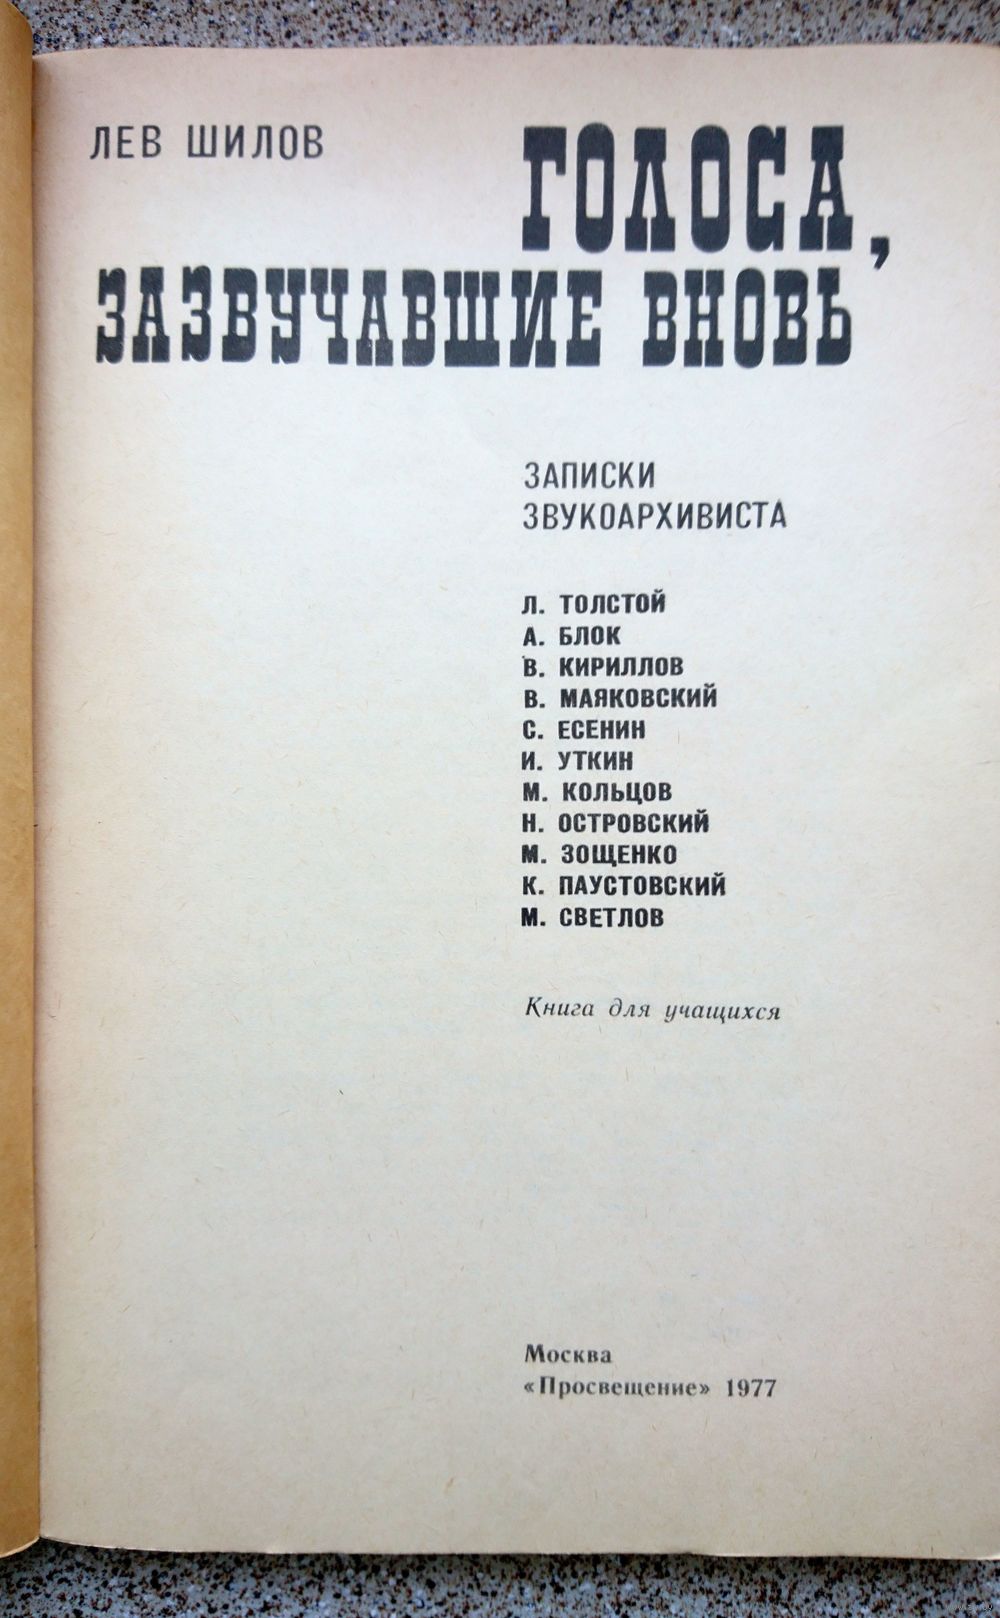 ЛЕВ ШИЛОВ
ГОЛОСА,
ЗАЗВУЧАВШИЕ ВНОВЬ
ЗАПИСКИ
ЗВУКОАРХИВИСТА
Л. ТОЛСТОЙ
А. БЛОК
В. КИРИЛЛОВ
В. МАЯКОВСКИЙ
С. ЕСЕНИН
И. УТКИН
М. КОЛЬЦОВ
Н. ОСТРОВСКИЙ
М. ЗОЩЕНКО
К. ПАУСТОВСКИЙ
М. СВЕТЛОВ
Книга для учащихся
Москва
«Просвещение» 1977